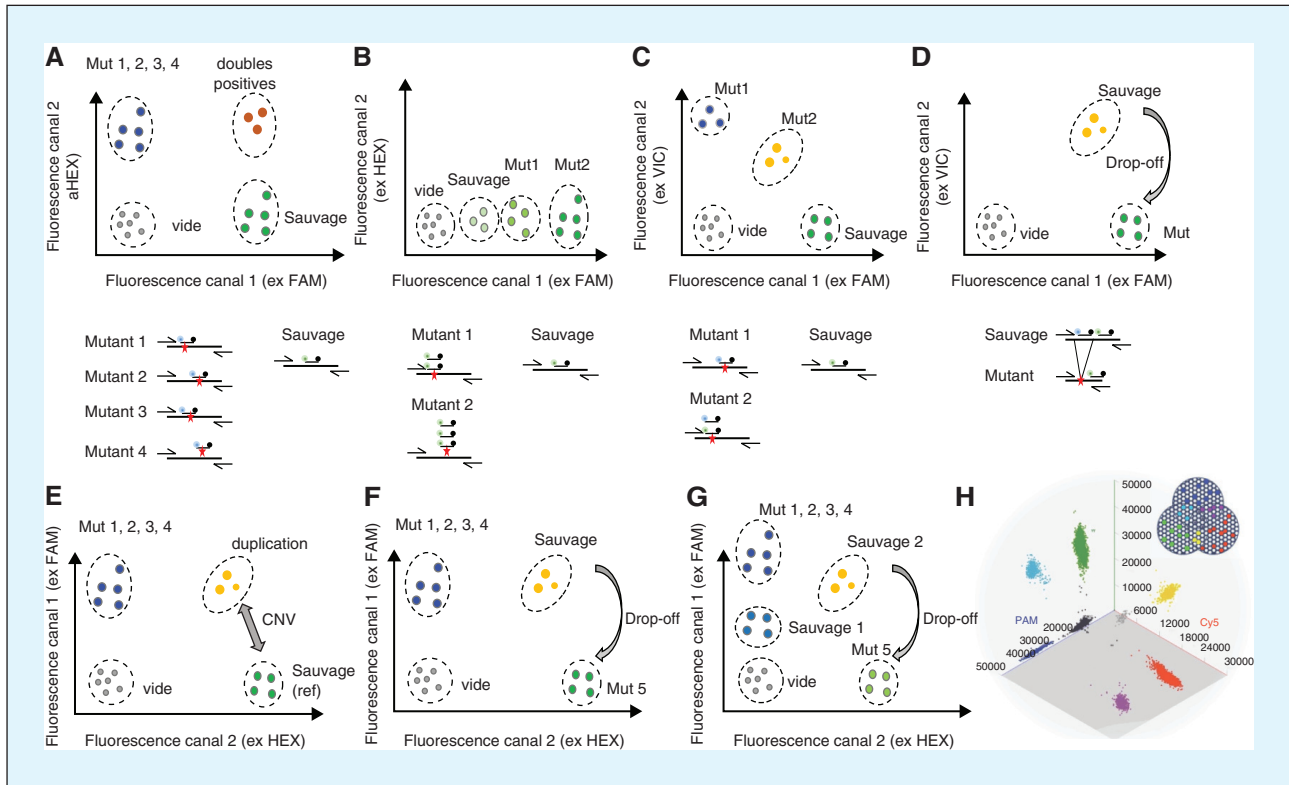 A
Mut 1, 2, 3, 4
doubles
positives
Fluorescence canal 2
aHEX)
vide
Sauvage
Fluorescence canal 1 (ex FAM)
B
Fluorescence canal 2
(ex HEX)
vide
Sauvage
Mut1
Mut2
Fluorescence canal 1 (ex FAM)
C
Fluorescence canal 2
(ex VIC)
Mut1
Mut2
vide
Sauvage
Fluorescence canal 1 (ex FAM)
D
Fluorescence canal 2
(ex VIC)
Sauvage
Drop-off
vide
Mut
Fluorescence canal 1 (ex FAM)
Mutant 1
Mutant 2
Mutant 3
Mutant 4
Sauvage
Mutant 1
Mutant 2
Sauvage
Mutant 1
Mutant 2
Sauvage
Sauvage
Mutant
E
Mut 1, 2, 3, 4
Fluorescence canal 1 (ex FAM)
duplication
CNV
vide
Sauvage
(ref)
Fluorescence canal 2 (ex HEX)
F
Mut 1, 2, 3, 4
Fluorescence canal 1 (ex FAM)
Sauvage
Drop-off
vide
Mut 5
Fluorescence canal 2 (ex HEX)
G
Mut 1, 2, 3, 4
Fluorescence canal 1 (ex FAM)
Sauvage 2
Sauvage 1
Drop-off
vide
Mut 5
Fluorescence canal 2 (ex HEX)
H
50000
40000
30000
20000
10000
6000
12000
18000
24000
30000
Cy5
PAM
20000
30000
40000
50000